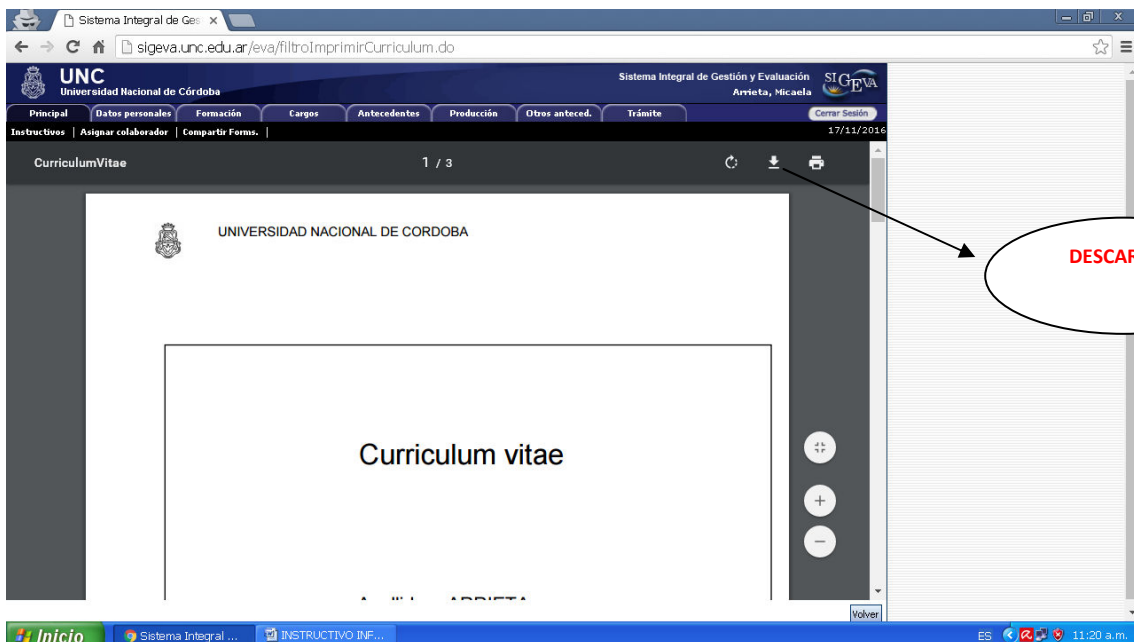 Sistema Integral de Ges
sigeva.unc.edu.ar/eva/filtroImprimirCurriculum.do
UNC
Universidad Nacional de Córdoba
Sistema Integral de Gestión y Evaluación
Arrieta, Micaela
SIGEVA
Principal Datos personales Formación Cargos Antecedentes Producción Otros anteced. Trámite Cerrar Sesión
Instructivos | Asignar colaborador | Compartir Forms. | 17/11/2016
CurriculumVitae 1 / 3
UNIVERSIDAD NACIONAL DE CORDOBA
DESCAR
Curriculum vitae
Volver
Inicio Sistema Integral ... INSTRUCTIVO INF... ES 11:20 a.m.